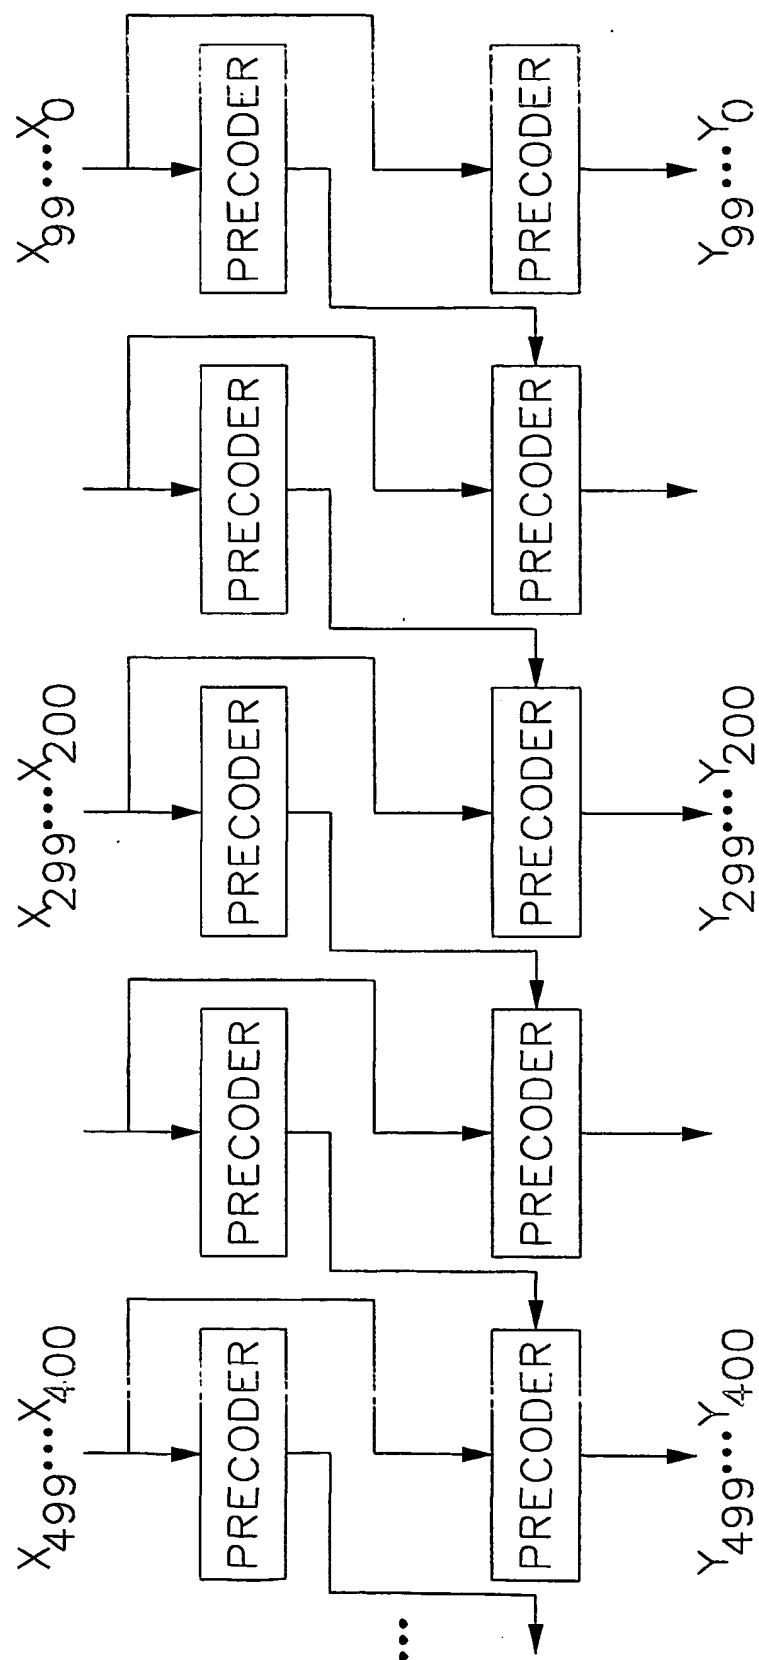 X499....X400 X299....X200 X99....X0
PRECODER PRECODER PRECODER PRECODER PRECODER
...
PRECODER PRECODER PRECODER PRECODER PRECODER
Y499....Y400 Y299....Y200 Y99....Y0